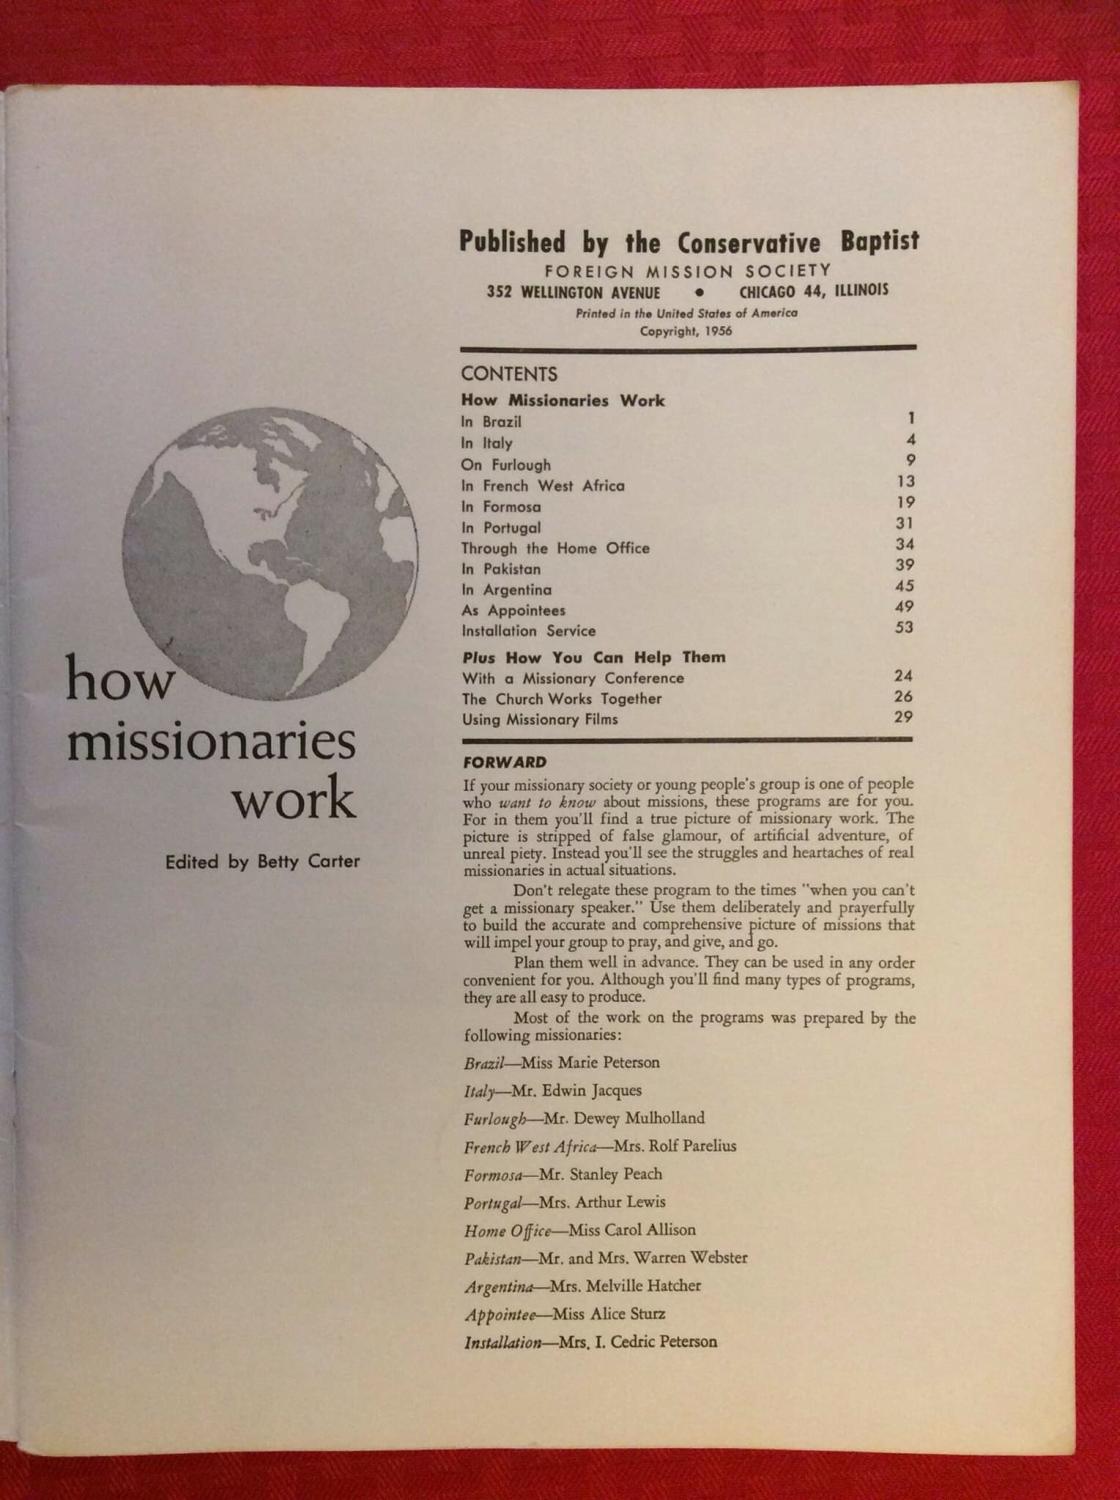 how
missionaries
work
Edited by Betty Carter
Published by the Conservative Baptist
FOREIGN MISSION SOCIETY
352 WELLINGTON AVENUE • CHICAGO 44, ILLINOIS
Printed in the United States of America
Copyright, 1956
CONTENTS
How Missionaries Work
In Brazil 1
In Italy 4
On Furlough 9
In French West Africa 13
In Formosa 19
In Portugal 31
Through the Home Office 34
In Pakistan 39
In Argentina 45
As Appointees 49
Installation Service 53
Plus How You Can Help Them
With a Missionary Conference 24
The Church Works Together 26
Using Missionary Films 29
FORWARD
If your missionary society or young people's group is one of people
who want to know about missions, these programs are for you.
For in them you'll find a true picture of missionary work. The
picture is stripped of false glamour, of artificial adventure, of
unreal piety. Instead you'll see the struggles and heartaches of real
missionaries in actual situations.
Don't relegate these program to the times "when you can't
get a missionary speaker." Use them deliberately and prayerfully
to build the accurate and comprehensive picture of missions that
will impel your group to pray, and give, and go.
Plan them well in advance. They can be used in any order
convenient for you. Although you'll find many types of programs,
they are all easy to produce.
Most of the work on the programs was prepared by the
following missionaries:
Brazil—Miss Marie Peterson
Italy—Mr. Edwin Jacques
Furlough—Mr. Dewey Mulholland
French West Africa—Mrs. Rolf Parelius
Formosa—Mr. Stanley Peach
Portugal—Mrs. Arthur Lewis
Home Office—Miss Carol Allison
Pakistan—Mr. and Mrs. Warren Webster
Argentina—Mrs. Melville Hatcher
Appointee—Miss Alice Sturz
Installation—Mrs. I. Cedric Peterson